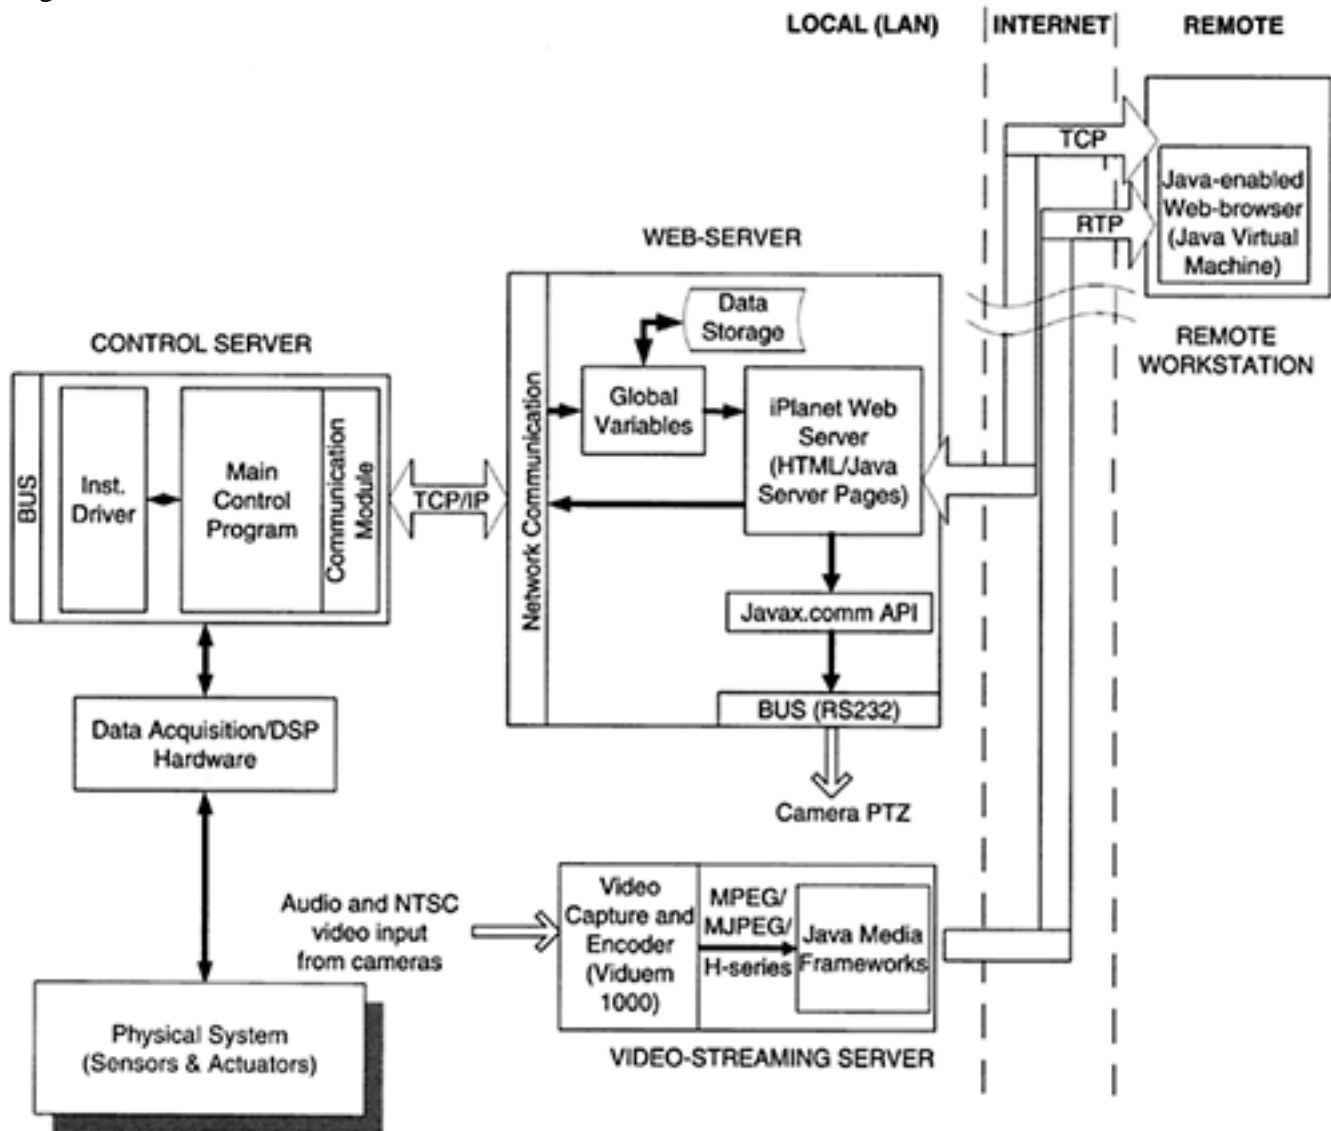 LOCAL (LAN)
INTERNET
REMOTE
TCP
RTP
Java-enabled
Web-browser
(Java Virtual
Machine)
REMOTE
WORKSTATION
WEB-SERVER
Network Communication
Data
Storage
Global
Variables
iPlanet Web
Server
(HTML/Java
Server Pages)
Javax.comm API
BUS (RS232)
Camera PTZ
CONTROL SERVER
BUS
Inst.
Driver
Main
Control
Program
Communication
Module
TCP/IP
Data Acquisition/DSP
Hardware
Physical System
(Sensors & Actuators)
Audio and NTSC
video input
from cameras
Video
Capture and
Encoder
(Viduem
1000)
MPEG/
MJPEG/
H-series
Java Media
Frameworks
VIDEO-STREAMING SERVER